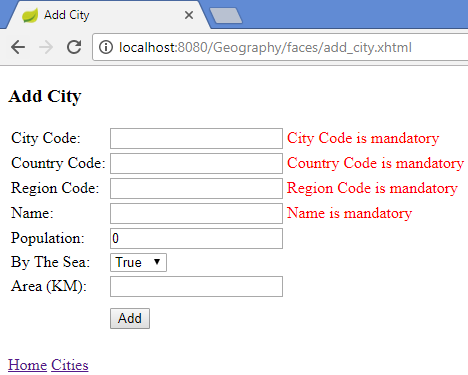 Add City
localhost:8080/Geography/faces/add_city.xhtml
Add City
City Code: City Code is mandatory
Country Code: Country Code is mandatory
Region Code: Region Code is mandatory
Name: Name is mandatory
Population: 0
By The Sea: True
Area (KM):
Add
Home Cities